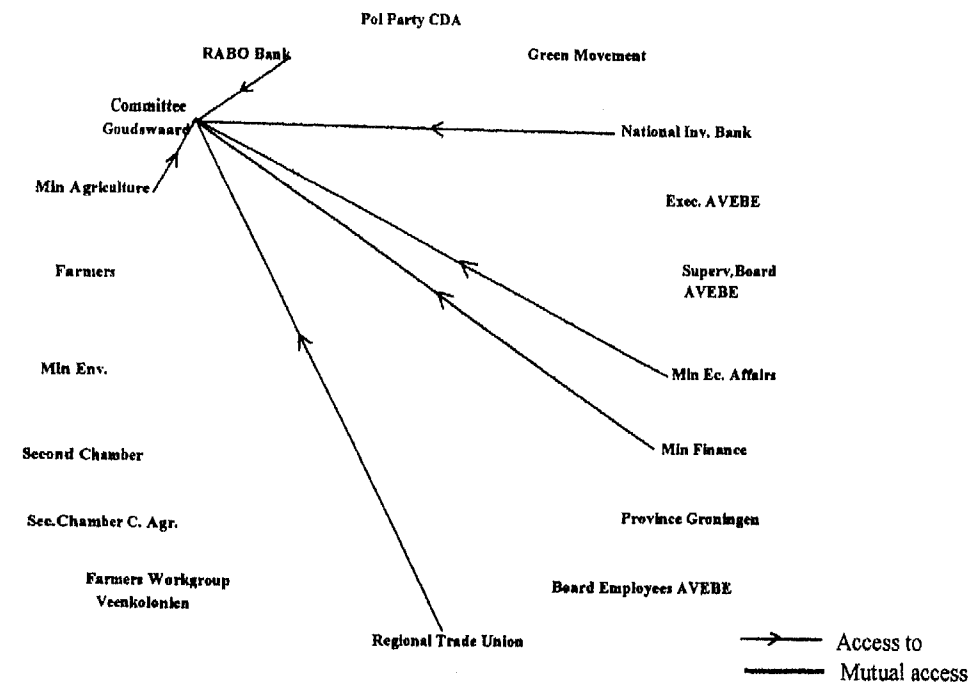 Pol Party CDA
RABO Bank
Green Movement
Committee
Goudswaard
National Inv. Bank
Min Agriculture
Exec. AVEBE
Farmers
Superv,Board
AVEBE
Min Env.
Min Ec. Affairs
Second Chamber
Min Finance
Sec.Chamber C. Agr.
Province Groningen
Farmers Workgroup
Veenkolonien
Board Employees AVEBE
Regional Trade Union
Access to
Mutual access